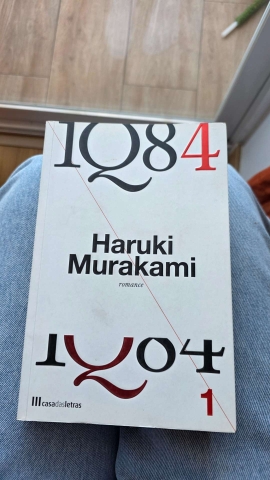 1Q84
Haruki
Murakami
romance
1Q84
casadasletras
1